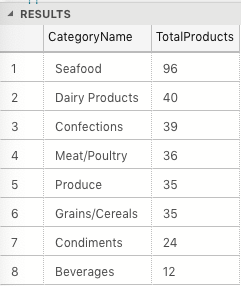 RESULTS
CategoryName TotalProducts
1 Seafood 96
2 Dairy Products 40
3 Confections 39
4 Meat/Poultry 36
5 Produce 35
6 Grains/Cereals 35
7 Condiments 24
8 Beverages 12